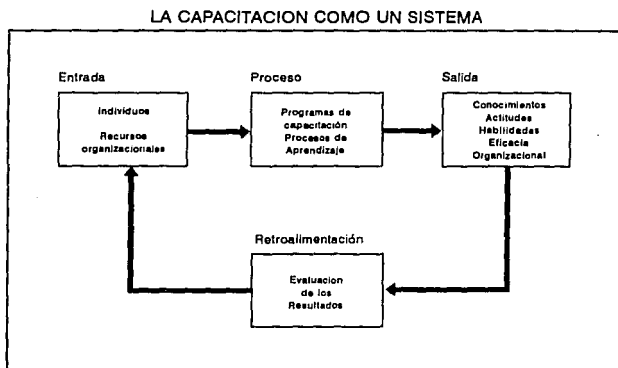 LA CAPACITACION COMO UN SISTEMA
Entrada
Individuos
Recursos
organizacionales
Proceso
Programas de
capacitación
Procesos de
Aprendizaje
Salida
Conocimientos
Actitudes
Habilidadas
Eficacia
Organizacional
Retroalimentación
Evaluacion
de los
Resultados